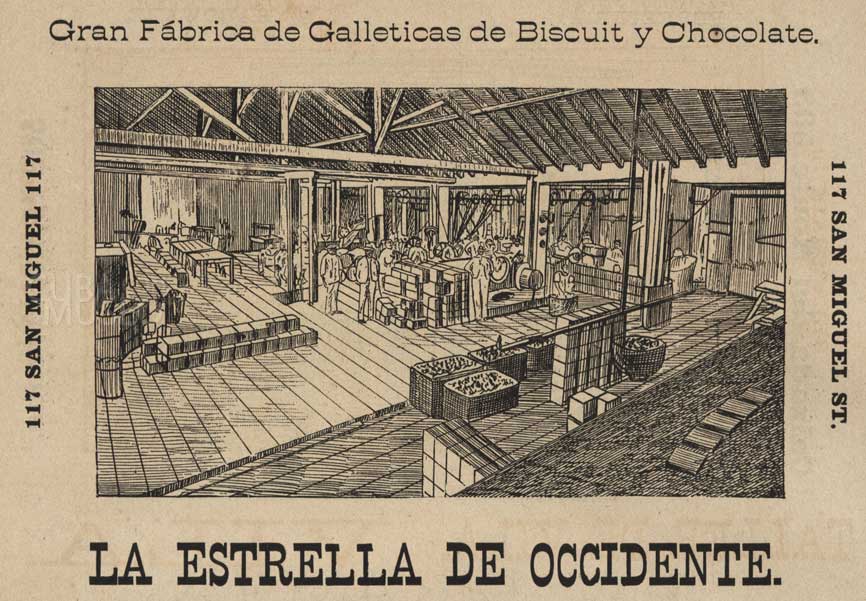 Gran Fábrica de Galleticas de Biscuit y Chocolate.
117 SAN MIGUEL 117
117 SAN MIGUEL ST.
LA ESTRELLA DE OCCIDENTE.